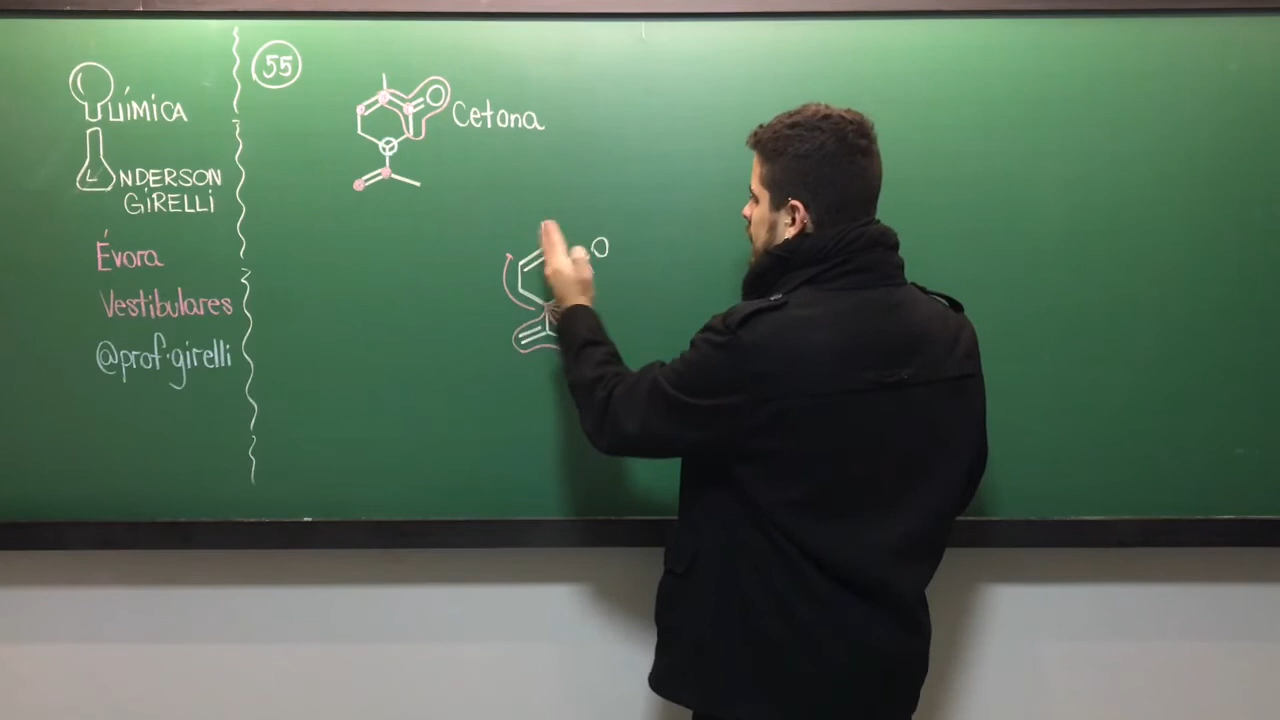 QUÍMICA
ANDERSON
GiRELLi
Évora
Vestibulares
@prof.girelli
55
O Cetona
O